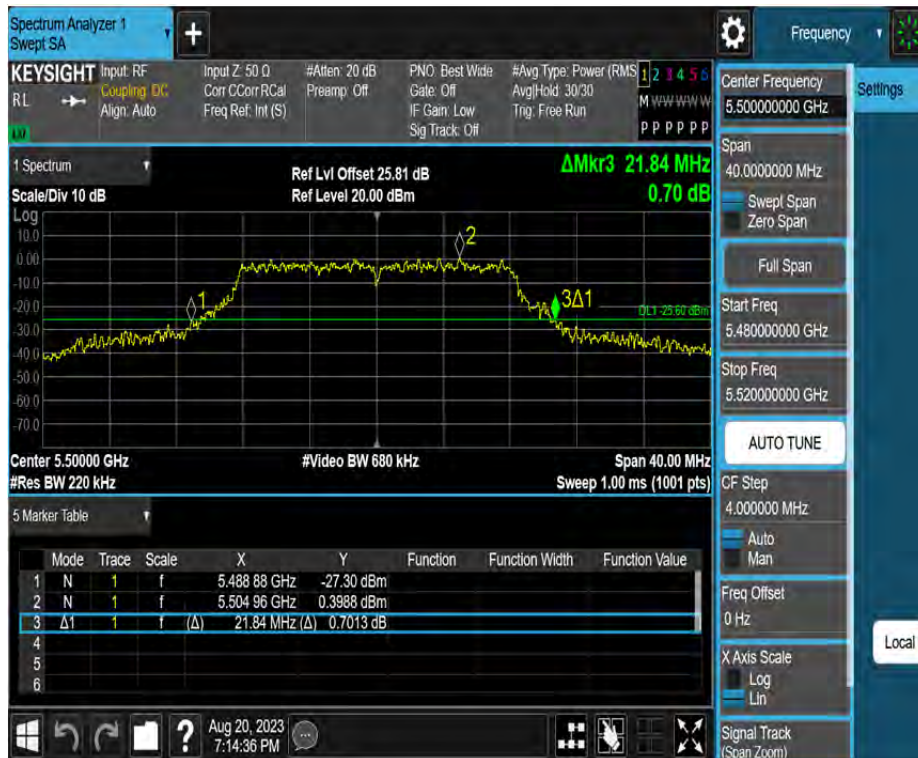 Spectrum Analyzer 1
Swept SA
Frequency
KEYSIGHT
RL
Input: RF
Coupling: DC
Align: Auto
Input Z: 50 Ω
Corr CCorr RCal
Freq Ref: Int (S)
#Atten: 20 dB
Preamp: Off
PNO: Best Wide
Gate: Off
IF Gain: Low
Sig Track: Off
#Avg Type: Power (RMS
Avg|Hold: 30/30
Trig: Free Run
1 2 3 4 5 6
M W W W W W
P P P P P P
LXI
1 Spectrum
Scale/Div 10 dB
Ref Lvl Offset 25.81 dB
Ref Level 20.00 dBm
ΔMkr3 21.84 MHz
0.70 dB
Log
10.0
0.00
-10.0
-20.0
-30.0
-40.0
-50.0
-60.0
-70.0
1
2
3Δ1
DL1 -25.60 dBm
Center 5.50000 GHz
#Video BW 680 kHz
Span 40.00 MHz
#Res BW 220 kHz
Sweep 1.00 ms (1001 pts)
5 Marker Table
Mode Trace Scale X Y Function Function Width Function Value
1 N 1 f 5.488 88 GHz -27.30 dBm
2 N 1 f 5.504 96 GHz 0.3988 dBm
3 Δ1 1 f (Δ) 21.84 MHz (Δ) 0.7013 dB
4
5
6
?
Aug 20, 2023
7:14:36 PM
Center Frequency
5.500000000 GHz
Span
40.0000000 MHz
Swept Span
Zero Span
Full Span
Start Freq
5.480000000 GHz
Stop Freq
5.520000000 GHz
AUTO TUNE
CF Step
4.000000 MHz
Auto
Man
Freq Offset
0 Hz
X Axis Scale
Log
Lin
Signal Track
(Span Zoom)
Settings
Local